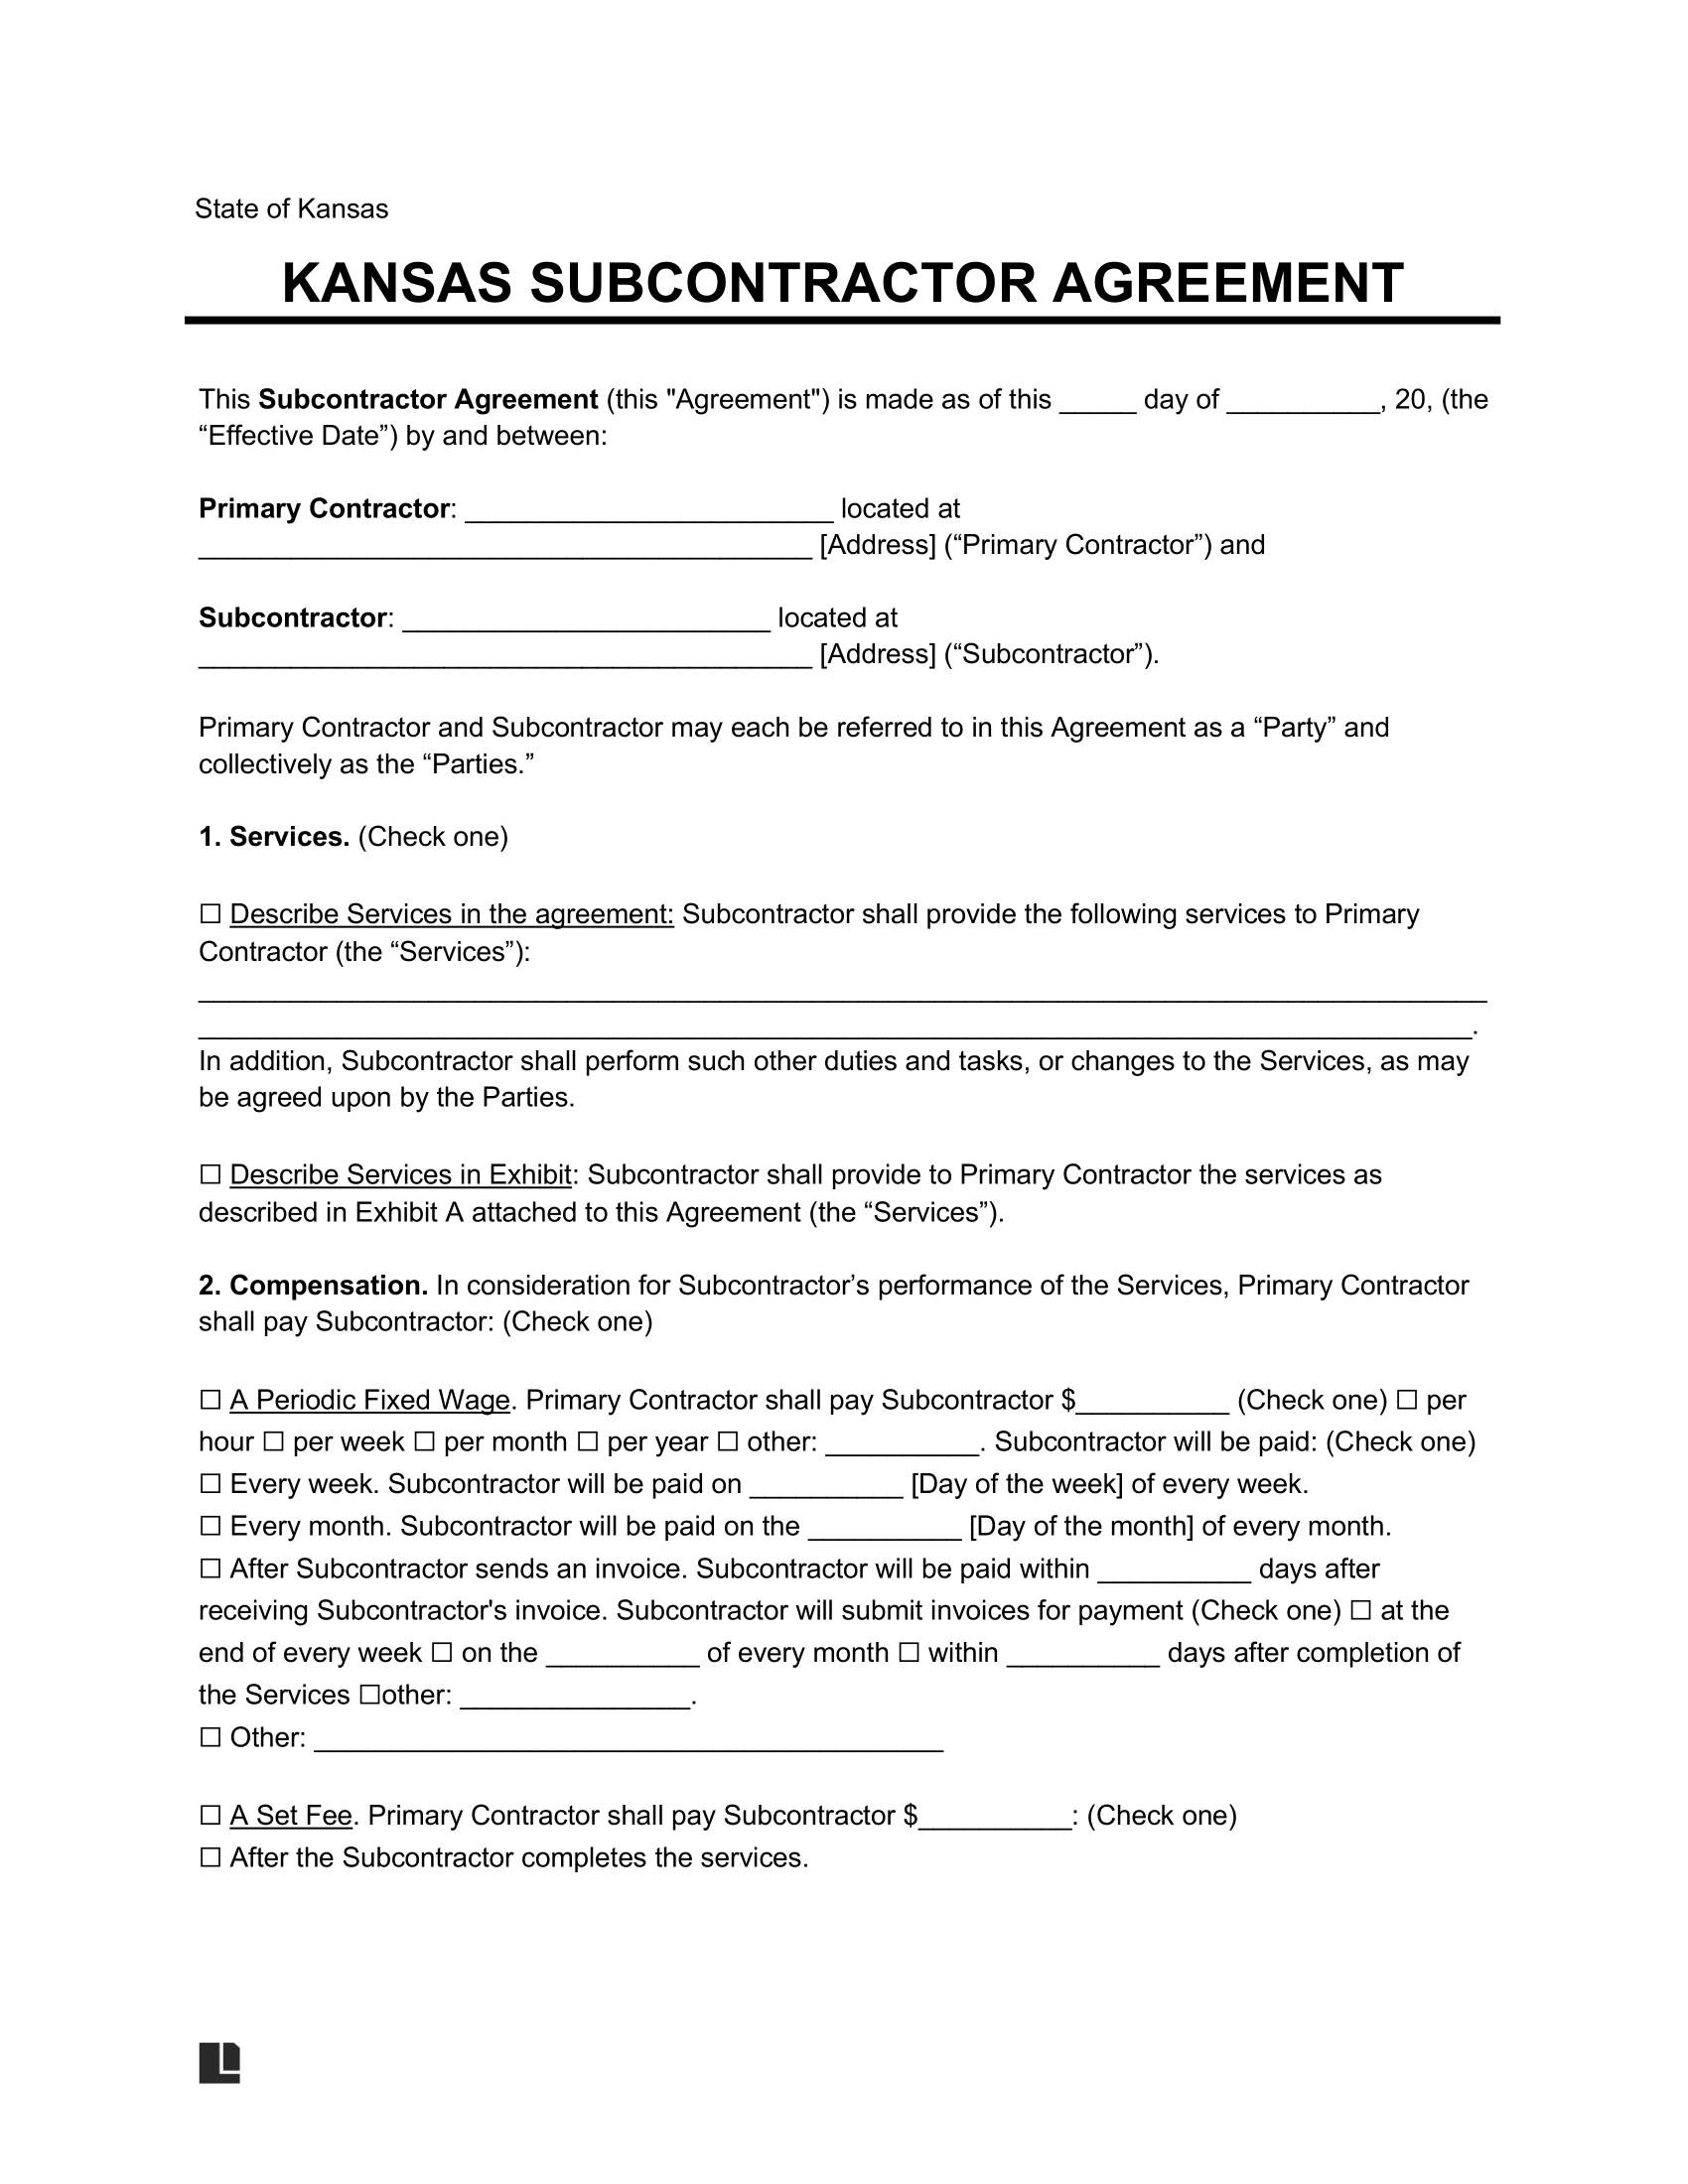 State of Kansas
KANSAS SUBCONTRACTOR AGREEMENT
This Subcontractor Agreement (this "Agreement") is made as of this _____ day of __________, 20, (the
“Effective Date”) by and between:
Primary Contractor: ________________________ located at
________________________________________ [Address] (“Primary Contractor”) and
Subcontractor: ________________________ located at
________________________________________ [Address] (“Subcontractor”).
Primary Contractor and Subcontractor may each be referred to in this Agreement as a “Party” and
collectively as the “Parties.”
1. Services. (Check one)
☐ Describe Services in the agreement: Subcontractor shall provide the following services to Primary
Contractor (the “Services”):
____________________________________________________________________________________
___________________________________________________________________________________.
In addition, Subcontractor shall perform such other duties and tasks, or changes to the Services, as may
be agreed upon by the Parties.
☐ Describe Services in Exhibit: Subcontractor shall provide to Primary Contractor the services as
described in Exhibit A attached to this Agreement (the “Services”).
2. Compensation. In consideration for Subcontractor’s performance of the Services, Primary Contractor
shall pay Subcontractor: (Check one)
☐ A Periodic Fixed Wage. Primary Contractor shall pay Subcontractor $__________ (Check one) ☐ per
hour ☐ per week ☐ per month ☐ per year ☐ other: __________. Subcontractor will be paid: (Check one)
☐ Every week. Subcontractor will be paid on __________ [Day of the week] of every week.
☐ Every month. Subcontractor will be paid on the __________ [Day of the month] of every month.
☐ After Subcontractor sends an invoice. Subcontractor will be paid within __________ days after
receiving Subcontractor's invoice. Subcontractor will submit invoices for payment (Check one) ☐ at the
end of every week ☐ on the __________ of every month ☐ within __________ days after completion of
the Services ☐other: _______________.
☐ Other: _________________________________________
☐ A Set Fee. Primary Contractor shall pay Subcontractor $__________: (Check one)
☐ After the Subcontractor completes the services.